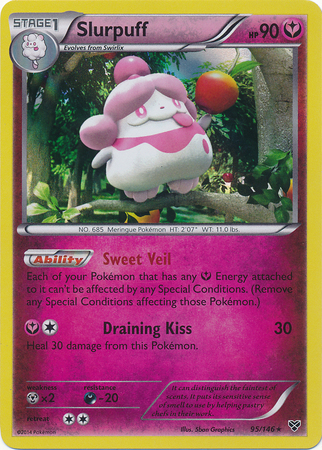 STAGE1
Slurpuff
HP 90
Evolves from Swirlix
NO. 685 Meringue Pokémon HT: 2'07" WT: 11.0 lbs.
Ability Sweet Veil
Each of your Pokémon that has any Energy attached
to it can't be affected by any Special Conditions. (Remove
any Special Conditions affecting those Pokémon.)
Draining Kiss 30
Heal 30 damage from this Pokémon.
weakness
×2
resistance
-20
retreat
It can distinguish the faintest of
scents. It puts its sensitive sense
of smell to use by helping pastry
chefs in their work.
Illus. 5ban Graphics
95/146★
XY
©2014 Pokémon